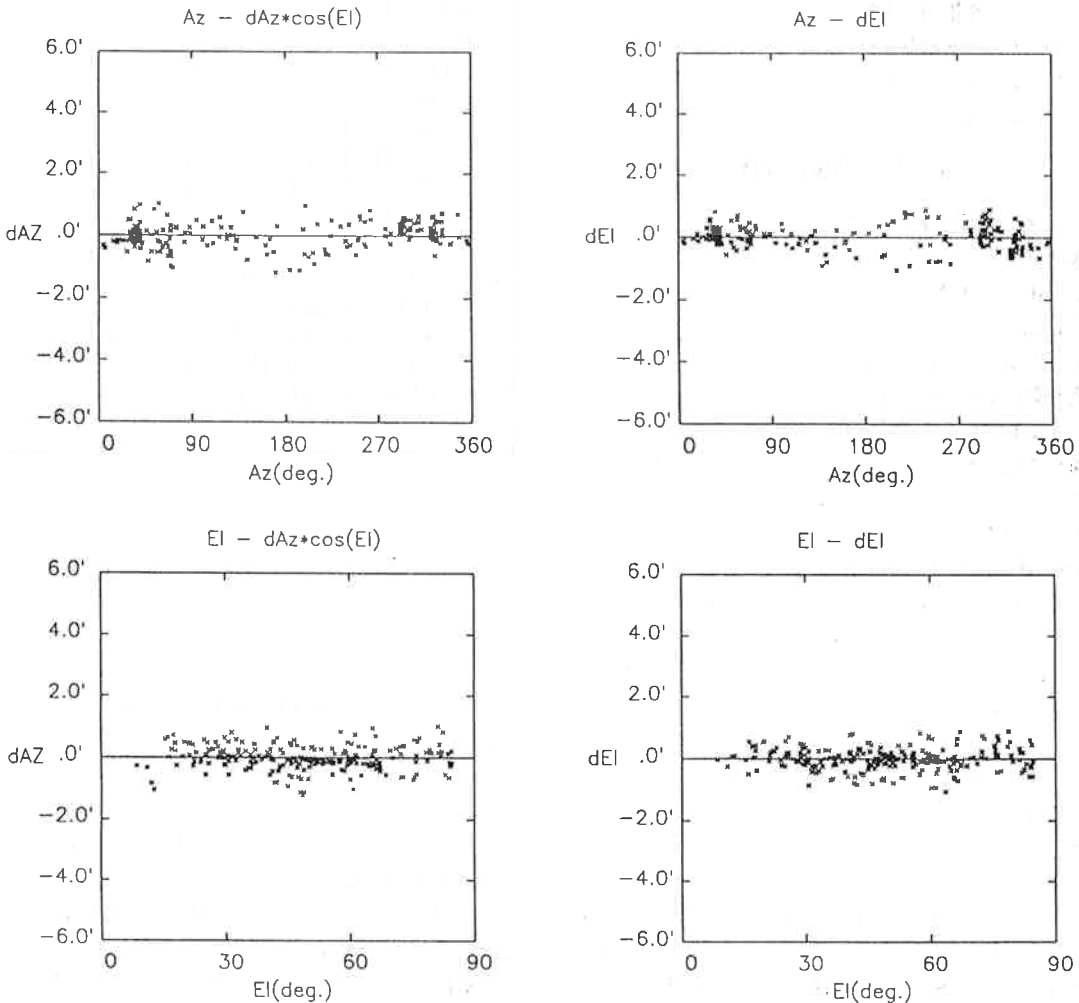 Az − dAz*cos(El)
6.0'
4.0'
2.0'
dAZ .0'
−2.0'
−4.0'
−6.0'
0 90 180 270 360
Az(deg.)
Az − dEl
6.0'
4.0'
2.0'
dEl .0'
−2.0'
−4.0'
−6.0'
0 90 180 270 360
Az(deg.)
El − dAz*cos(El)
6.0'
4.0'
2.0'
dAZ .0'
−2.0'
−4.0'
−6.0'
0 30 60 90
El(deg.)
El − dEl
6.0'
4.0'
2.0'
dEl .0'
−2.0'
−4.0'
−6.0'
0 30 60 90
El(deg.)